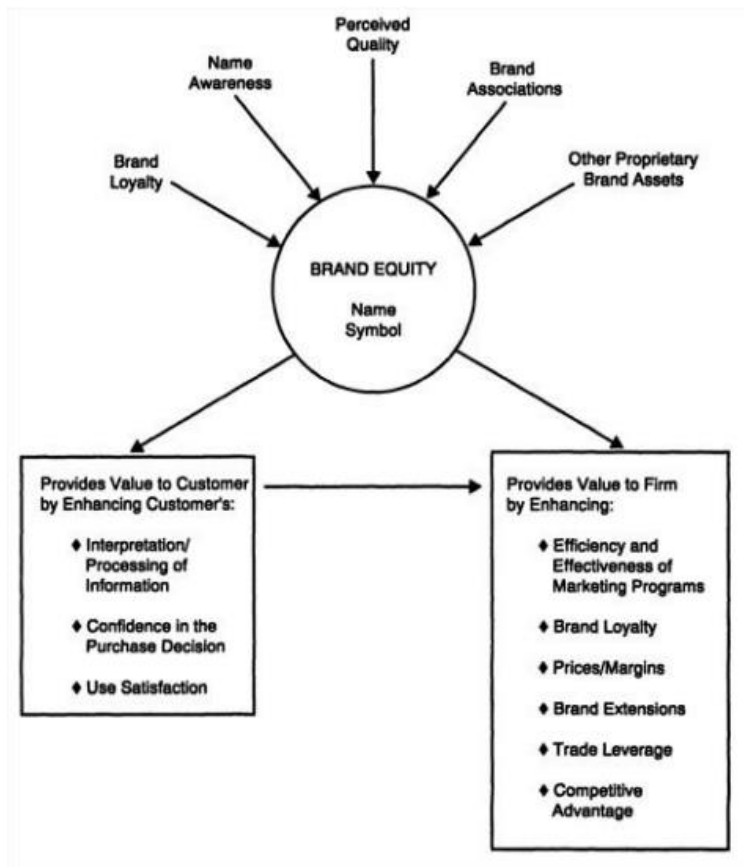 Perceived
Quality
Name
Awareness
Brand
Associations
Brand
Loyalty
Other Proprietary
Brand Assets
BRAND EQUITY
Name
Symbol
Provides Value to Customer
by Enhancing Customer's:
♦ Interpretation/
Processing of
Information
♦ Confidence in the
Purchase Decision
♦ Use Satisfaction
Provides Value to Firm
by Enhancing:
♦ Efficiency and
Effectiveness of
Marketing Programs
♦ Brand Loyalty
♦ Prices/Margins
♦ Brand Extensions
♦ Trade Leverage
♦ Competitive
Advantage